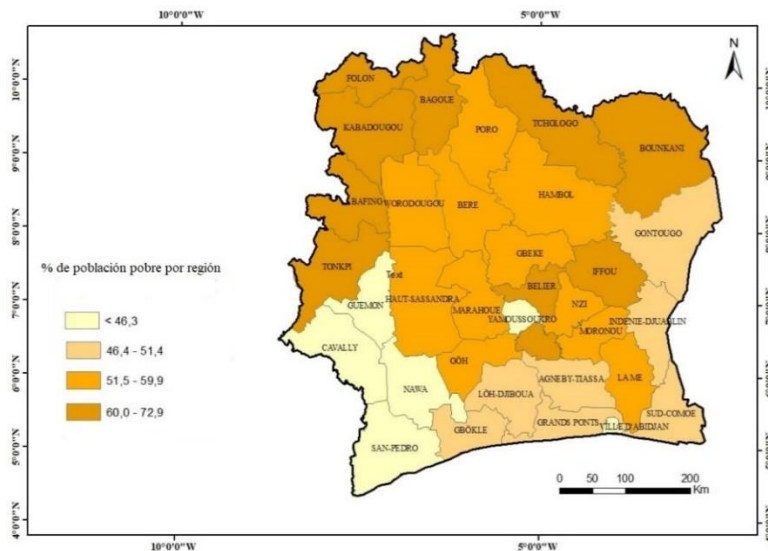 10°0'0"W
5°0'0"W
N
10°0'0"N
9°0'0"N
8°0'0"N
7°0'0"N
6°0'0"N
5°0'0"N
4°0'0"N
FOLON
BAGOUE
KABADOUGOU
PORO
TCHOLOGO
BOUNKANI
BAFING
WORODOUGOU
BERE
HAMBOL
GONTOUGO
TONKPI
Text
GBEKE
IFFOU
GUEMON
HAUT-SASSANDRA
BELIER
MARAHOUE
YAMOUSSOUKRO
NZI
INDENIE-DJUABLIN
MORONOU
CAVALLY
GÔH
NAWA
LÔH-DJIBOUA
AGNEBY-TIASSA
LA ME
SAN-PEDRO
GBÔKLE
GRANDS PONTS
VILLE D'ABIDJAN
SUD-COMOE
% de población pobre por región
< 46,3
46,4 - 51,4
51,5 - 59,9
60,0 - 72,9
0 50 100 200
Km
10°0'0"W
5°0'0"W